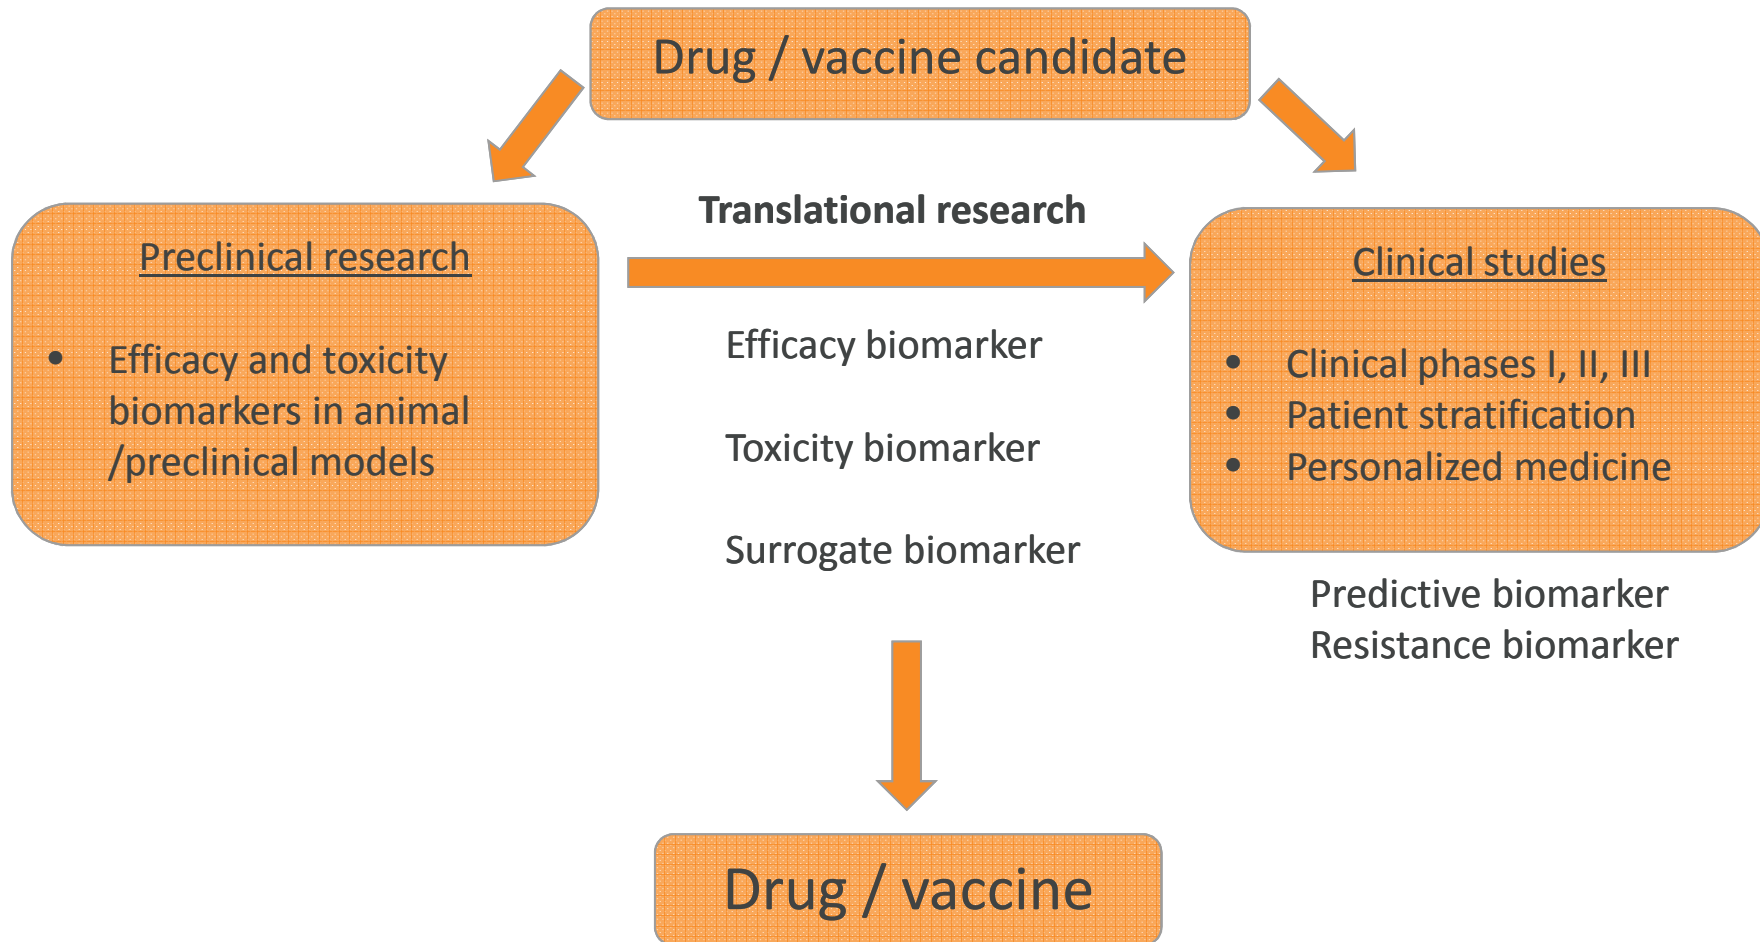 Drug / vaccine candidate
Translational research
Preclinical research
• Efficacy and toxicity
biomarkers in animal
/preclinical models
Efficacy biomarker
Toxicity biomarker
Surrogate biomarker
Clinical studies
• Clinical phases I, II, III
• Patient stratification
• Personalized medicine
Predictive biomarker
Resistance biomarker
Drug / vaccine